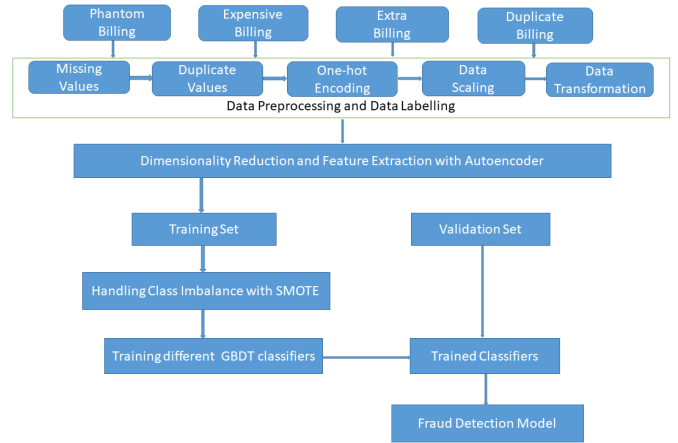 Phantom
Billing
Expensive
Billing
Extra
Billing
Duplicate
Billing
Missing
Values
Duplicate
Values
One-hot
Encoding
Data
Scaling
Data
Transformation
Data Preprocessing and Data Labelling
Dimensionality Reduction and Feature Extraction with Autoencoder
Training Set
Validation Set
Handling Class Imbalance with SMOTE
Training different GBDT classifiers
Trained Classifiers
Fraud Detection Model